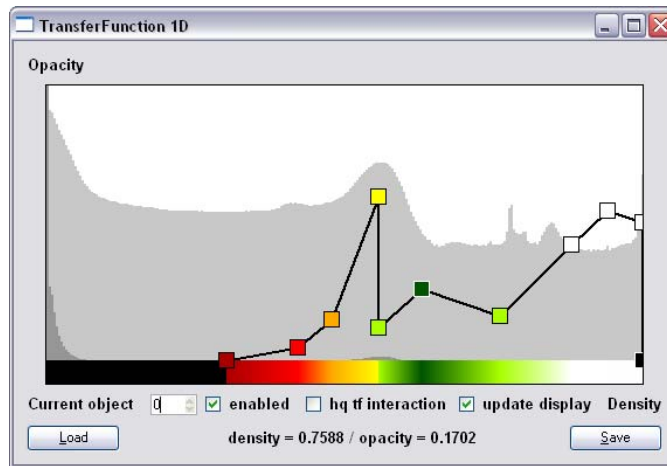 TransferFunction 1D
Opacity
Current object 0 enabled hq tf interaction update display Density
Load density = 0.7588 / opacity = 0.1702 Save